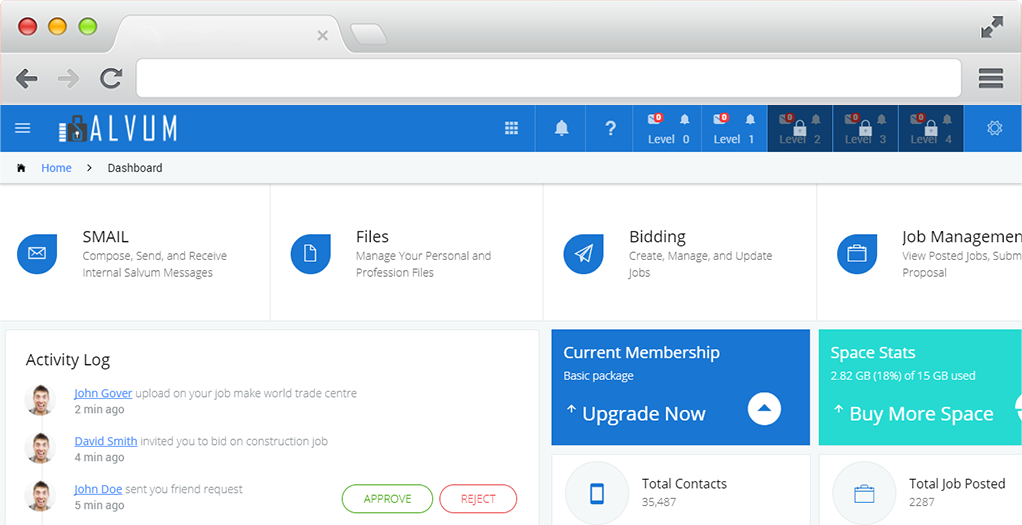 ALVUM
?
0
Level 0
0
Level 1
0
Level 2
0
Level 3
0
Level 4
Home > Dashboard
SMAIL
Compose, Send, and Receive
Internal Salvum Messages
Files
Manage Your Personal and
Profession Files
Bidding
Create, Manage, and Update
Jobs
Job Managemen
View Posted Jobs, Subm
Proposal
Activity Log
John Gover upload on your job make world trade centre
2 min ago
David Smith invited you to bid on construction job
4 min ago
John Doe sent you friend request
5 min ago
APPROVE
REJECT
Current Membership
Basic package
Upgrade Now
Space Stats
2.82 GB (18%) of 15 GB used
Buy More Space
Total Contacts
35,487
Total Job Posted
2287